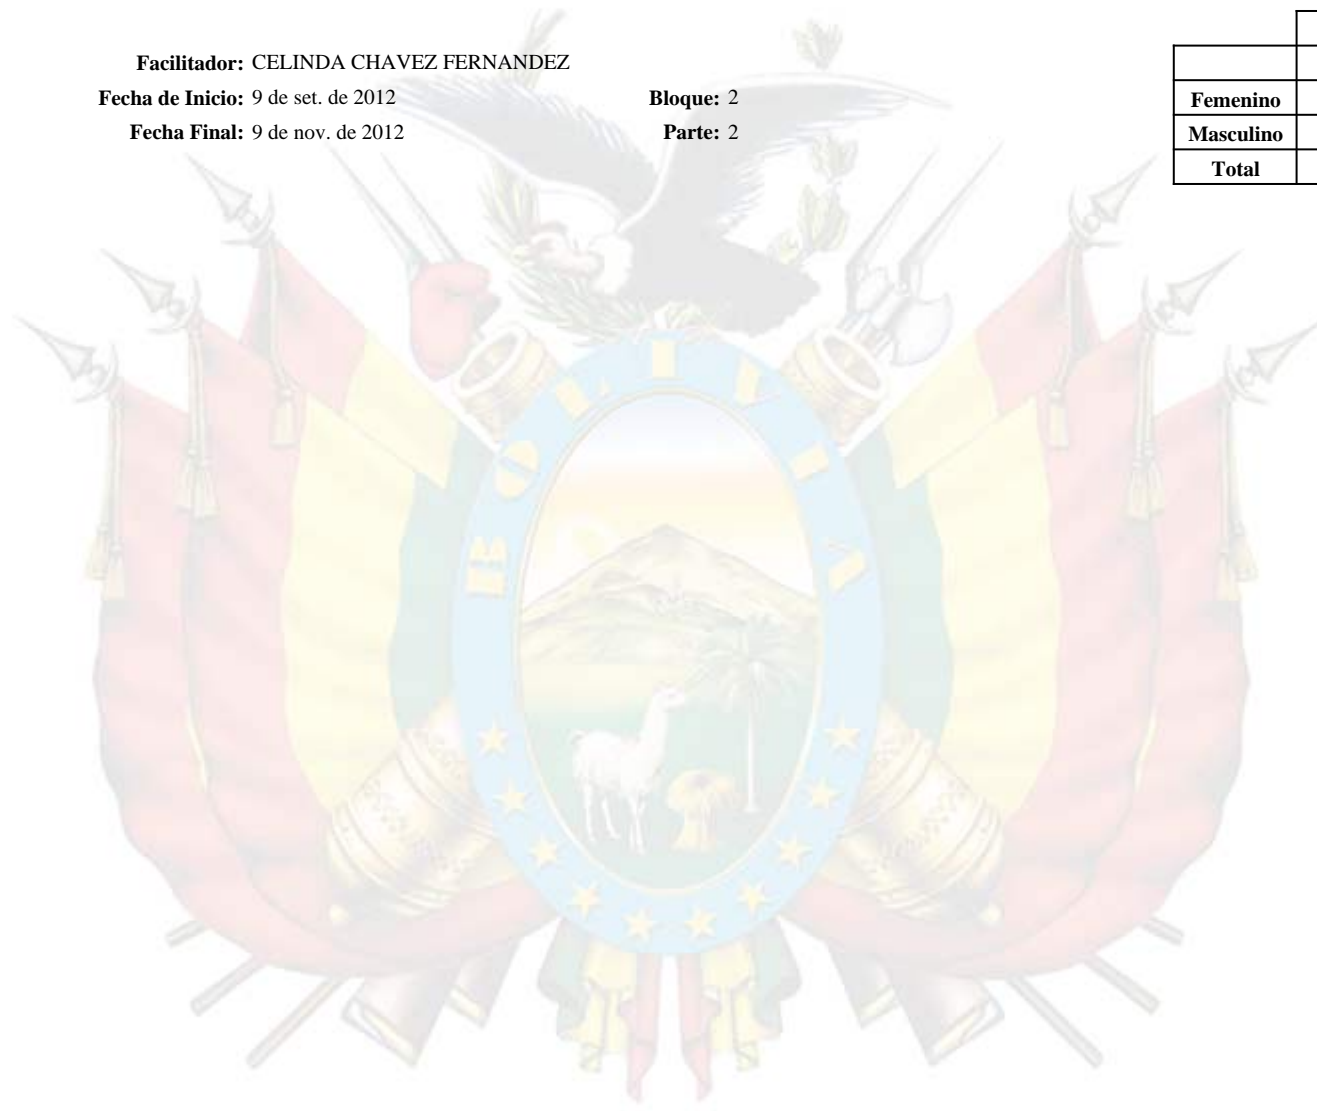 Facilitador: CELINDA CHAVEZ FERNANDEZ
Fecha de Inicio: 9 de set. de 2012 Bloque: 2
Fecha Final: 9 de nov. de 2012 Parte: 2
Femenino
Masculino
Total
BOLIVIA